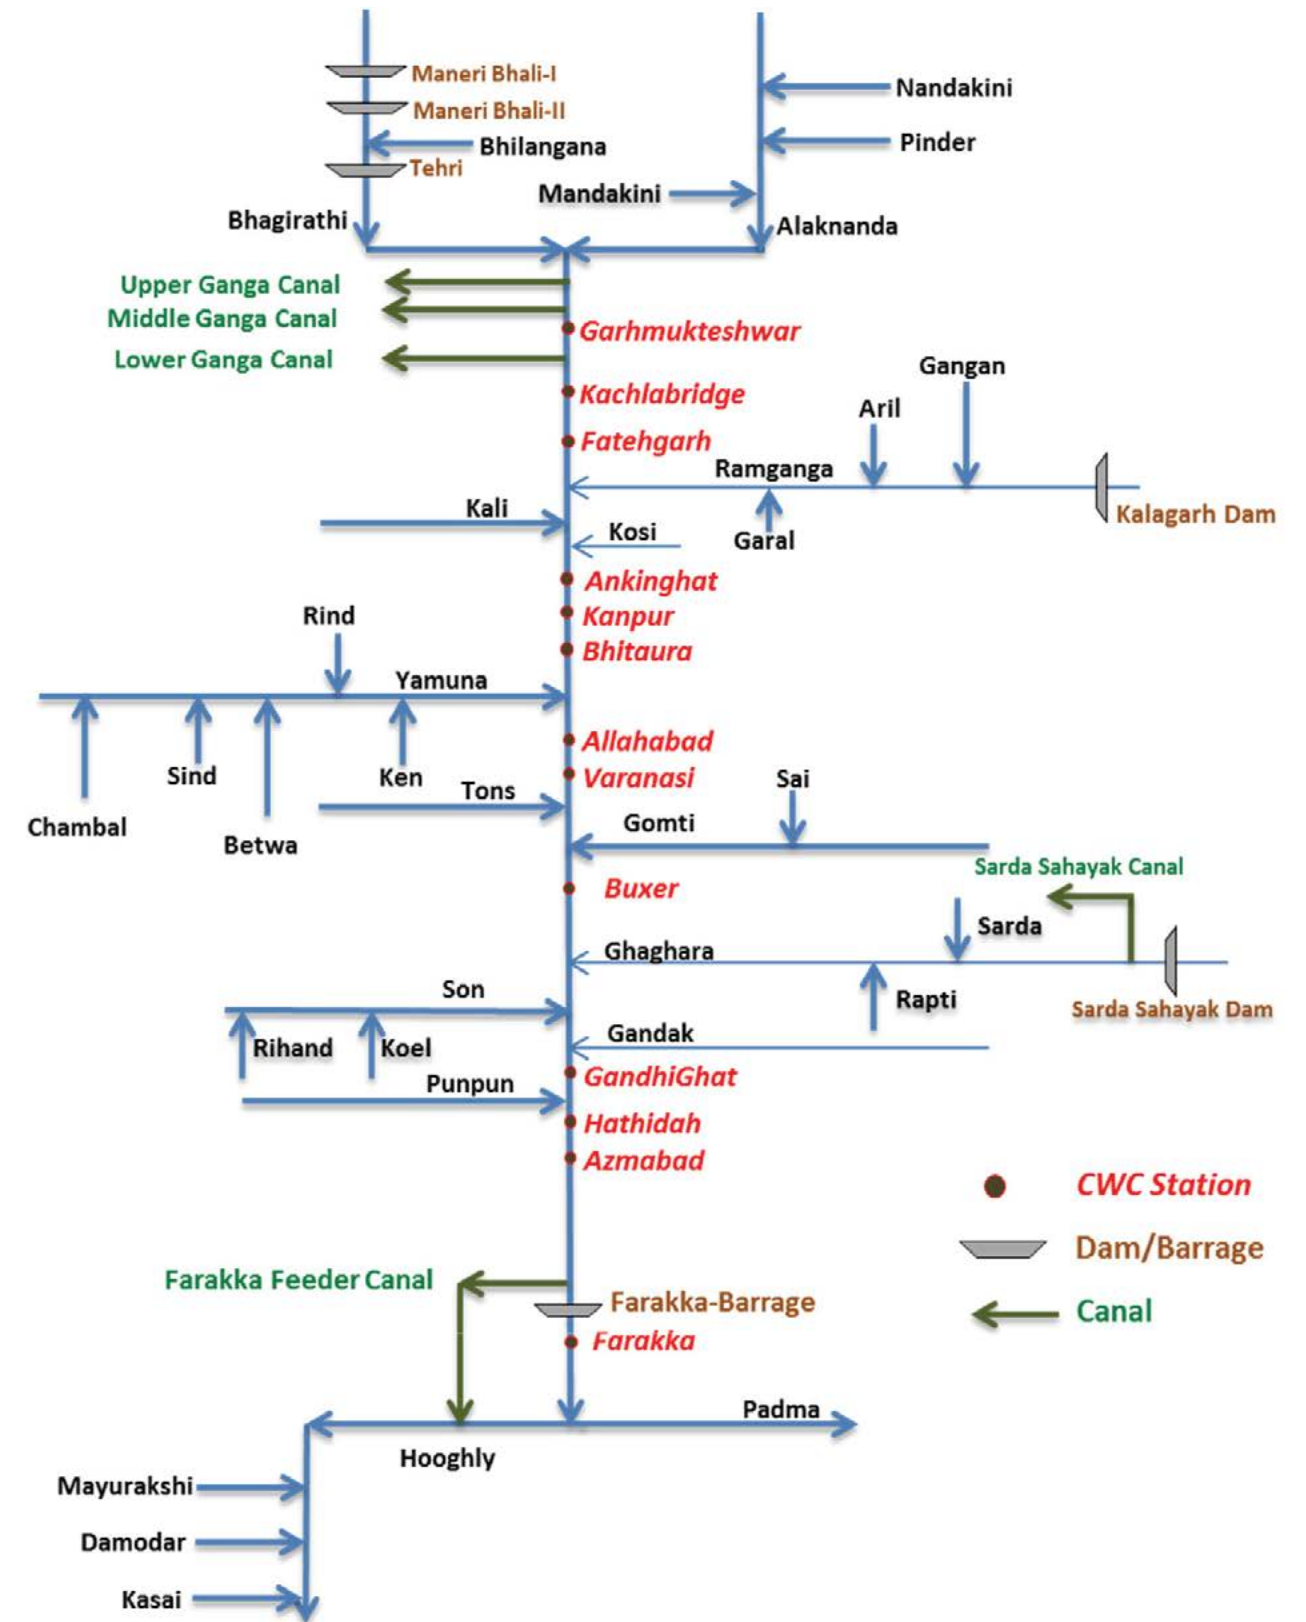 Maneri Bhali-I
Nandakini
Maneri Bhali-II
Pinder
Bhilangana
Tehri
Mandakini
Bhagirathi
Alaknanda
Upper Ganga Canal
Middle Ganga Canal
Garhmukteshwar
Lower Ganga Canal
Gangan
Kachlabridge
Aril
Fatehgarh
Ramganga
Kali
Kalagarh Dam
Kosi
Garal
Ankinghat
Rind
Kanpur
Bhitaura
Yamuna
Allahabad
Sind
Ken
Varanasi
Sai
Tons
Chambal
Gomti
Betwa
Sarda Sahayak Canal
Buxer
Sarda
Ghaghara
Son
Rapti
Sarda Sahayak Dam
Gandak
Rihand
Koel
GandhiGhat
Punpun
Hathidah
Azmabad
CWC Station
Dam/Barrage
Farakka Feeder Canal
Farakka-Barrage
Canal
Farakka
Padma
Hooghly
Mayurakshi
Damodar
Kasai